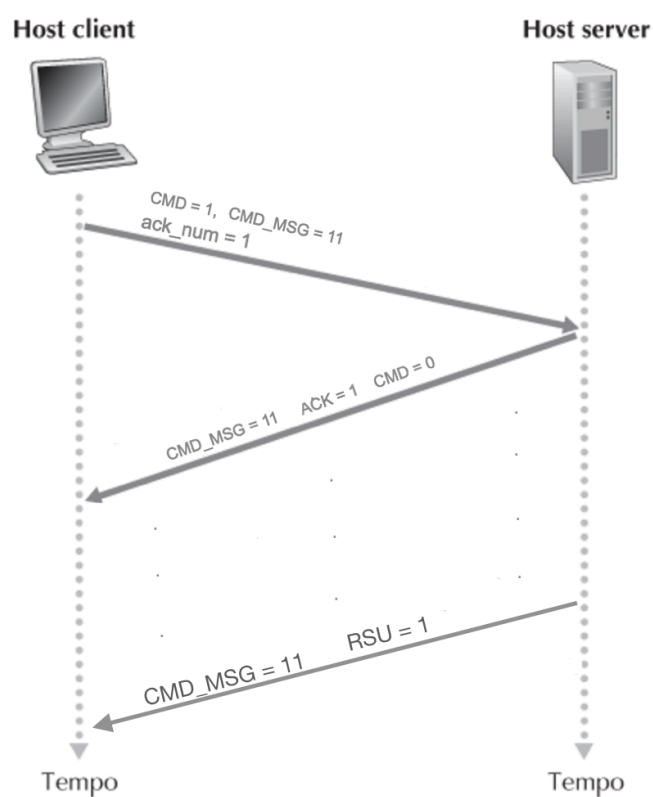 Host client
Host server
CMD = 1, CMD_MSG = 11
ack_num = 1
CMD_MSG = 11 ACK = 1 CMD = 0
CMD_MSG = 11 RSU = 1
Tempo
Tempo